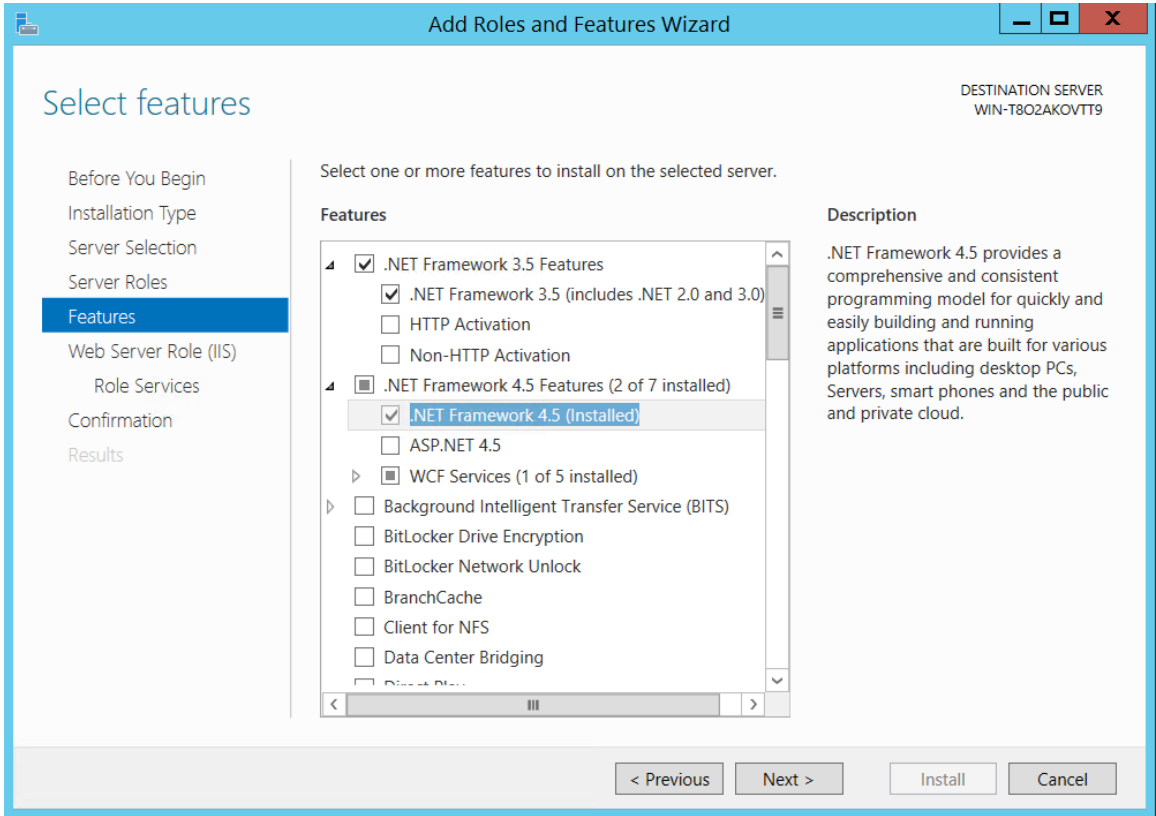 Add Roles and Features Wizard
Select features
DESTINATION SERVER
WIN-T8O2AKOVTT9
Before You Begin
Installation Type
Server Selection
Server Roles
Features
Web Server Role (IIS)
Role Services
Confirmation
Results
Select one or more features to install on the selected server.
Features
.NET Framework 3.5 Features
.NET Framework 3.5 (includes .NET 2.0 and 3.0)
HTTP Activation
Non-HTTP Activation
.NET Framework 4.5 Features (2 of 7 installed)
.NET Framework 4.5 (Installed)
ASP.NET 4.5
WCF Services (1 of 5 installed)
Background Intelligent Transfer Service (BITS)
BitLocker Drive Encryption
BitLocker Network Unlock
BranchCache
Client for NFS
Data Center Bridging
Direct Play
Description
.NET Framework 4.5 provides a
comprehensive and consistent
programming model for quickly and
easily building and running
applications that are built for various
platforms including desktop PCs,
Servers, smart phones and the public
and private cloud.
< Previous
Next >
Install
Cancel